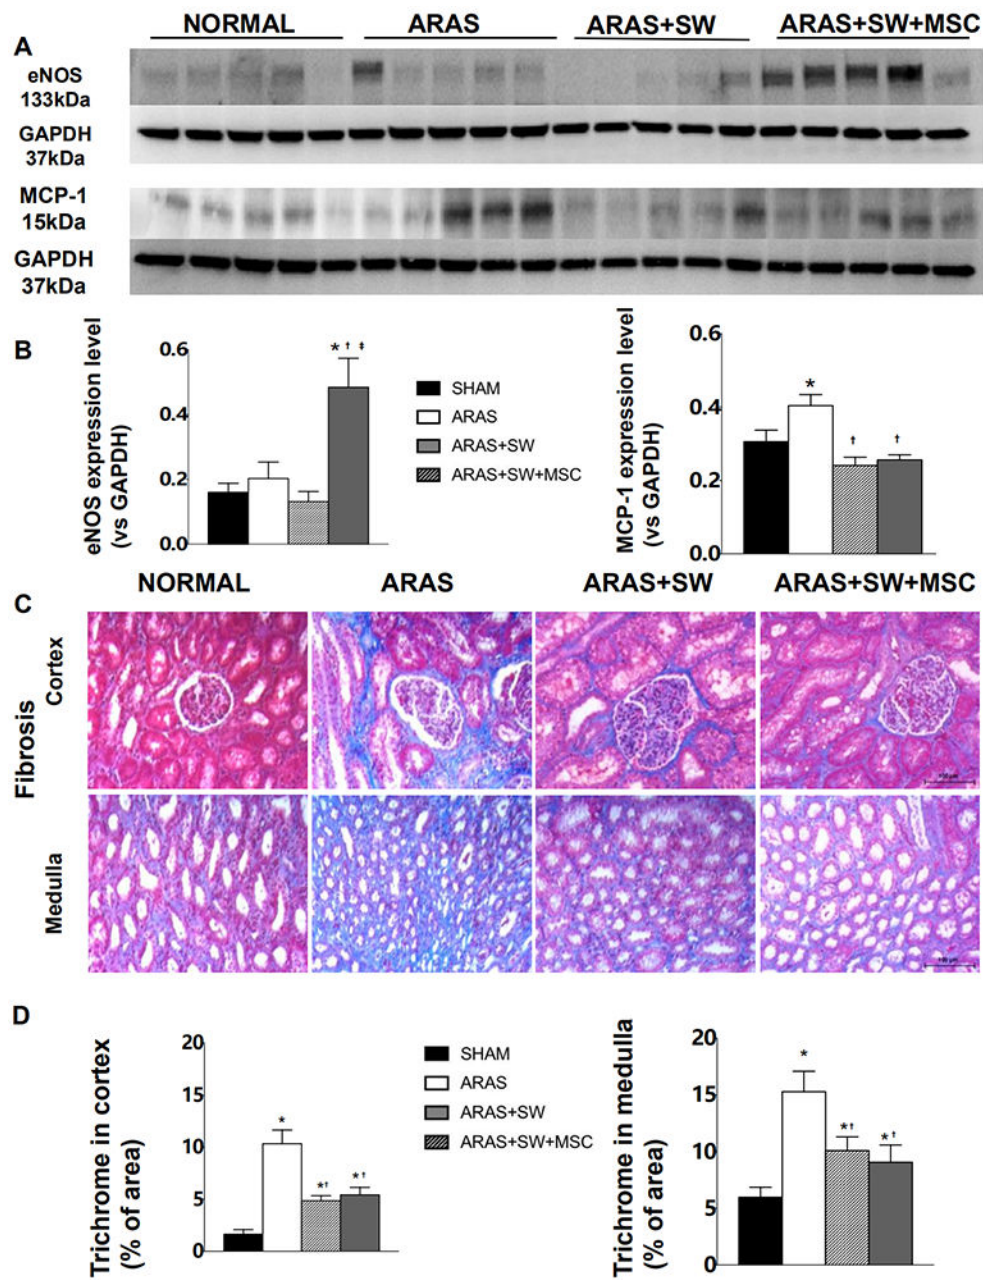 NORMAL ARAS ARAS+SW ARAS+SW+MSC
A
eNOS
133kDa
GAPDH
37kDa
MCP-1
15kDa
GAPDH
37kDa
B
eNOS expression level
(vs GAPDH)
0.6
0.4
0.2
0.0
* † ‡
SHAM
ARAS
ARAS+SW
ARAS+SW+MSC
MCP-1 expression level
(vs GAPDH)
0.6
0.4
0.2
0.0
*
†
†
NORMAL ARAS ARAS+SW ARAS+SW+MSC
C
Fibrosis
Cortex
100 µm
Medulla
100 µm
D
Trichrome in cortex
(% of area)
20
15
10
5
0
*
*†
*†
SHAM
ARAS
ARAS+SW
ARAS+SW+MSC
Trichrome in medulla
(% of area)
20
15
10
5
0
*
*†
*†